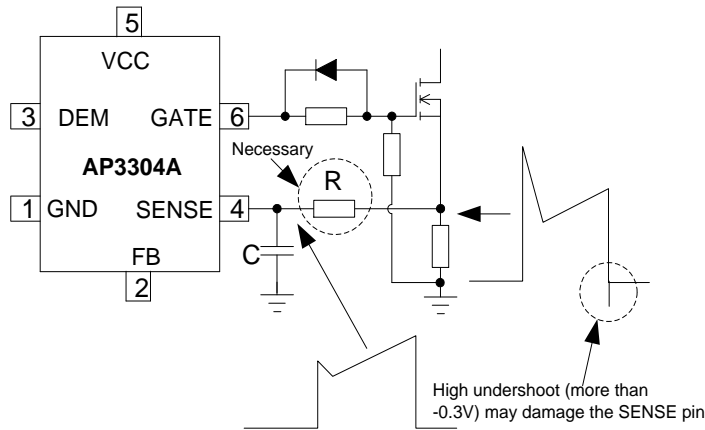 5
VCC
3 DEM GATE 6
AP3304A
Necessary
R
1 GND SENSE 4
C
FB
2
High undershoot (more than
-0.3V) may damage the SENSE pin